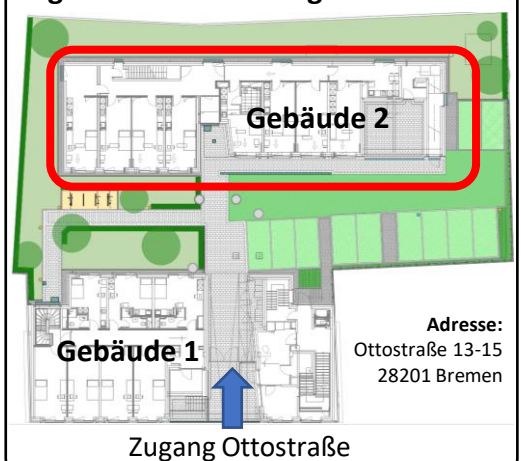 Gebäude 2
Gebäude 1
Adresse:
Ottostraße 13-15
28201 Bremen
Zugang Ottostraße